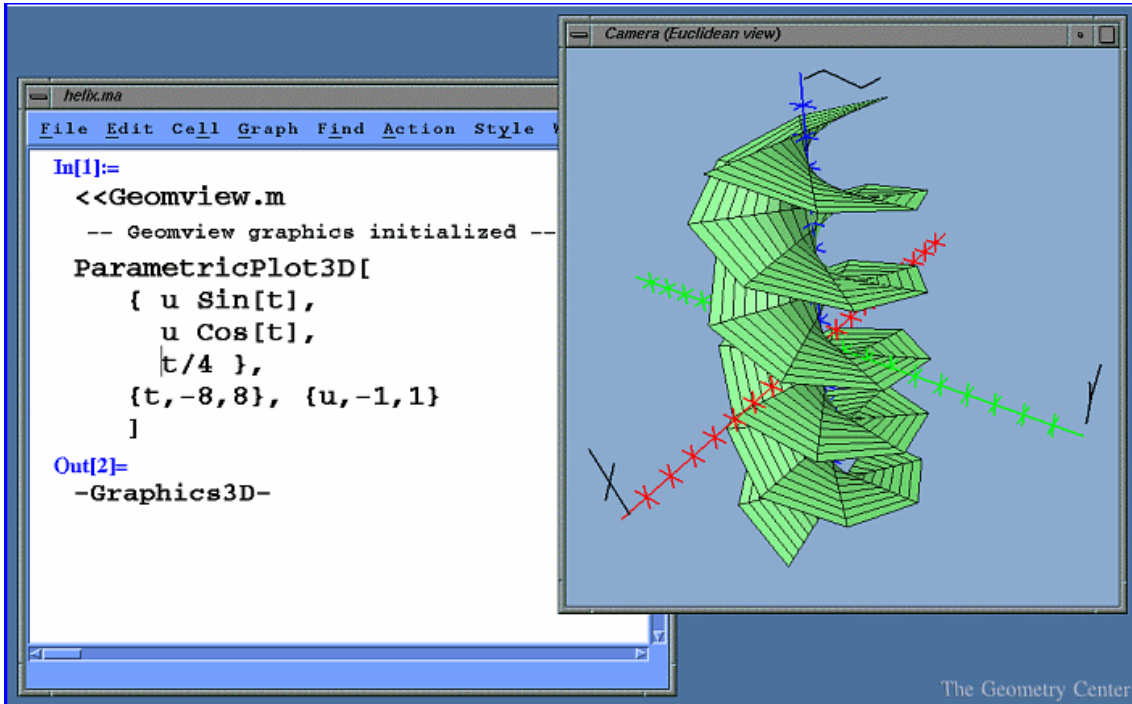 helix.ma
File Edit Cell Graph Find Action Style
In[1]:=
<<Geomview.m
-- Geomview graphics initialized --
ParametricPlot3D[
{ u Sin[t],
u Cos[t],
t/4 },
{t,-8,8}, {u,-1,1}
]
Out[2]=
-Graphics3D-
Camera (Euclidean view)
X
Y
The Geometry Center